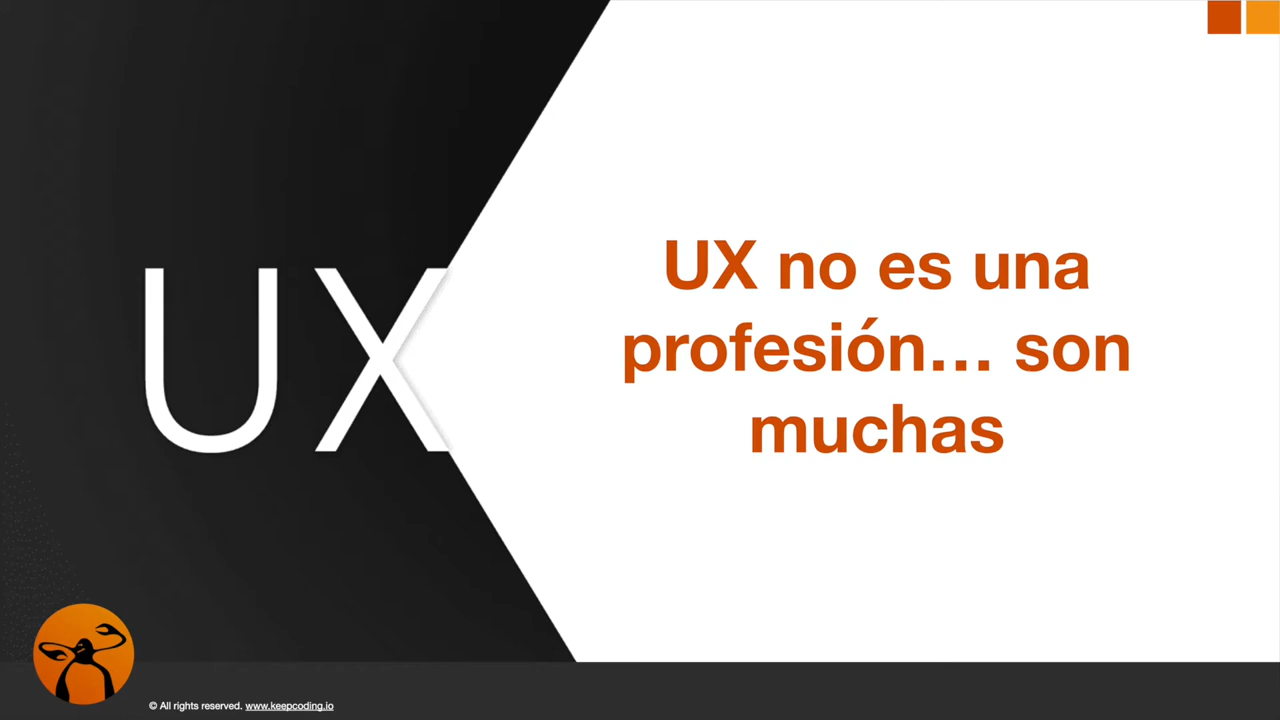 UX
UX no es una
profesión... son
muchas
© All rights reserved. www.keepcoding.io